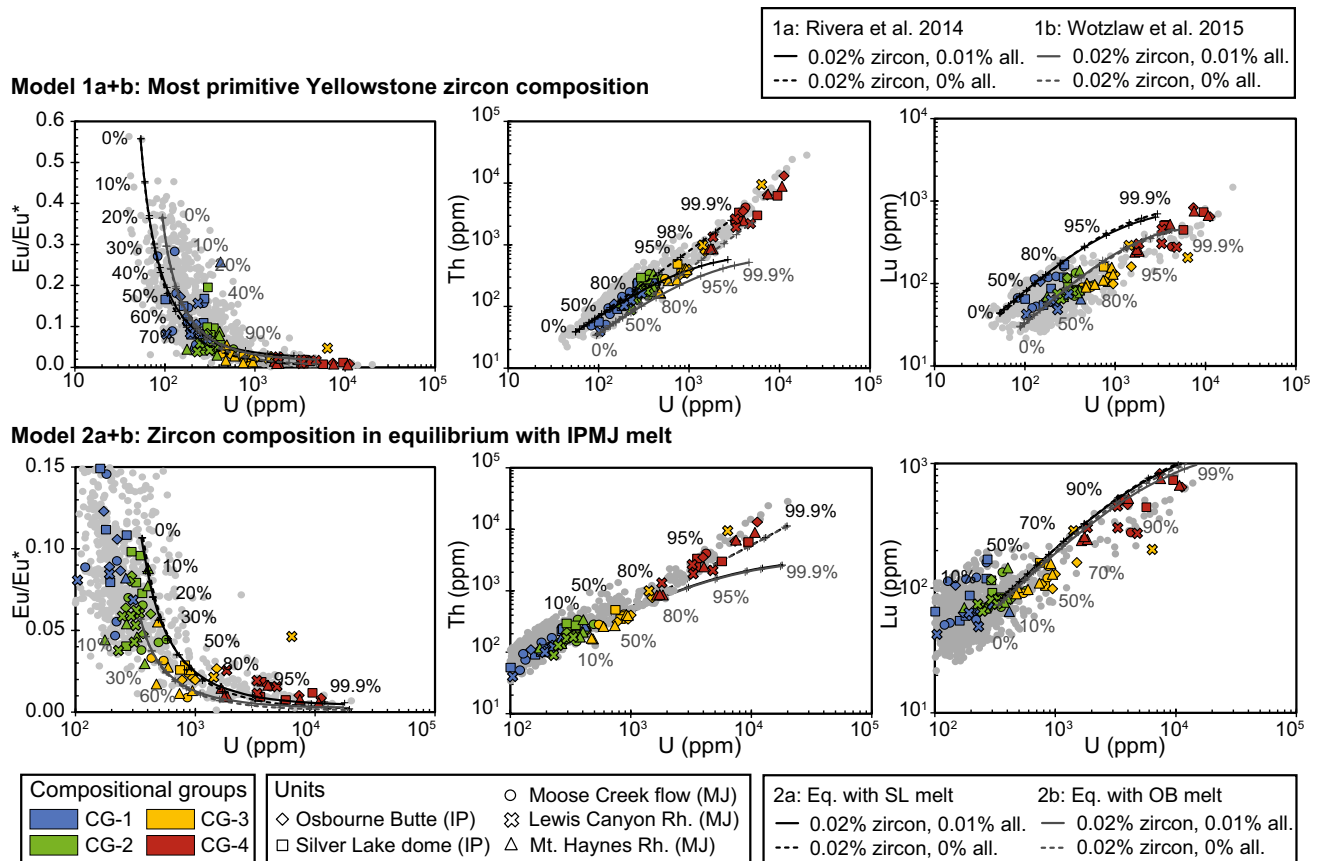 1a: Rivera et al. 2014 1b: Wotzlaw et al. 2015
0.02% zircon, 0.01% all. 0.02% zircon, 0.01% all.
0.02% zircon, 0% all. 0.02% zircon, 0% all.
Model 1a+b: Most primitive Yellowstone zircon composition
Eu/Eu*
0.6
0.5
0.4
0.3
0.2
0.1
0.0
10 10² 10³ 10⁴ 10⁵
U (ppm)
0%
10%
20%
30%
40%
50%
60%
70%
0%
10%
20%
40%
90%
Th (ppm)
10⁵
10⁴
10³
10²
10¹
10 10² 10³ 10⁴ 10⁵
U (ppm)
99.9%
98%
95%
80%
50%
0%
99.9%
95%
80%
50%
0%
Lu (ppm)
10⁴
10³
10²
10¹
10 10² 10³ 10⁴ 10⁵
U (ppm)
99.9%
95%
80%
50%
0%
99.9%
95%
80%
50%
0%
Model 2a+b: Zircon composition in equilibrium with IPMJ melt
Eu/Eu*
0.15
0.10
0.05
0.00
10² 10³ 10⁴ 10⁵
U (ppm)
0%
10%
20%
30%
50%
80%
95%
99.9%
10%
30%
60%
Th (ppm)
10⁵
10⁴
10³
10²
10¹
10² 10³ 10⁴ 10⁵
U (ppm)
99.9%
95%
80%
50%
10%
99.9%
95%
80%
50%
10%
Lu (ppm)
10³
10²
10¹
10² 10³ 10⁴ 10⁵
U (ppm)
90%
70%
50%
10%
99%
90%
70%
50%
10%
0%
Compositional groups
CG-1 CG-3
CG-2 CG-4
Units
Osbourne Butte (IP)
Silver Lake dome (IP)
Moose Creek flow (MJ)
Lewis Canyon Rh. (MJ)
Mt. Haynes Rh. (MJ)
2a: Eq. with SL melt 2b: Eq. with OB melt
0.02% zircon, 0.01% all. 0.02% zircon, 0.01% all.
0.02% zircon, 0% all. 0.02% zircon, 0% all.